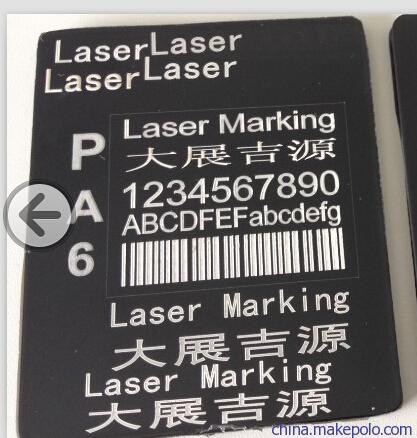 LaserLaser
LaserLaser
PA6
Laser Marking
大展吉源
1234567890
ABCDFEFabcdefg
Laser Marking
大展吉源
Laser Marking
大展吉源
china.makepolo.com